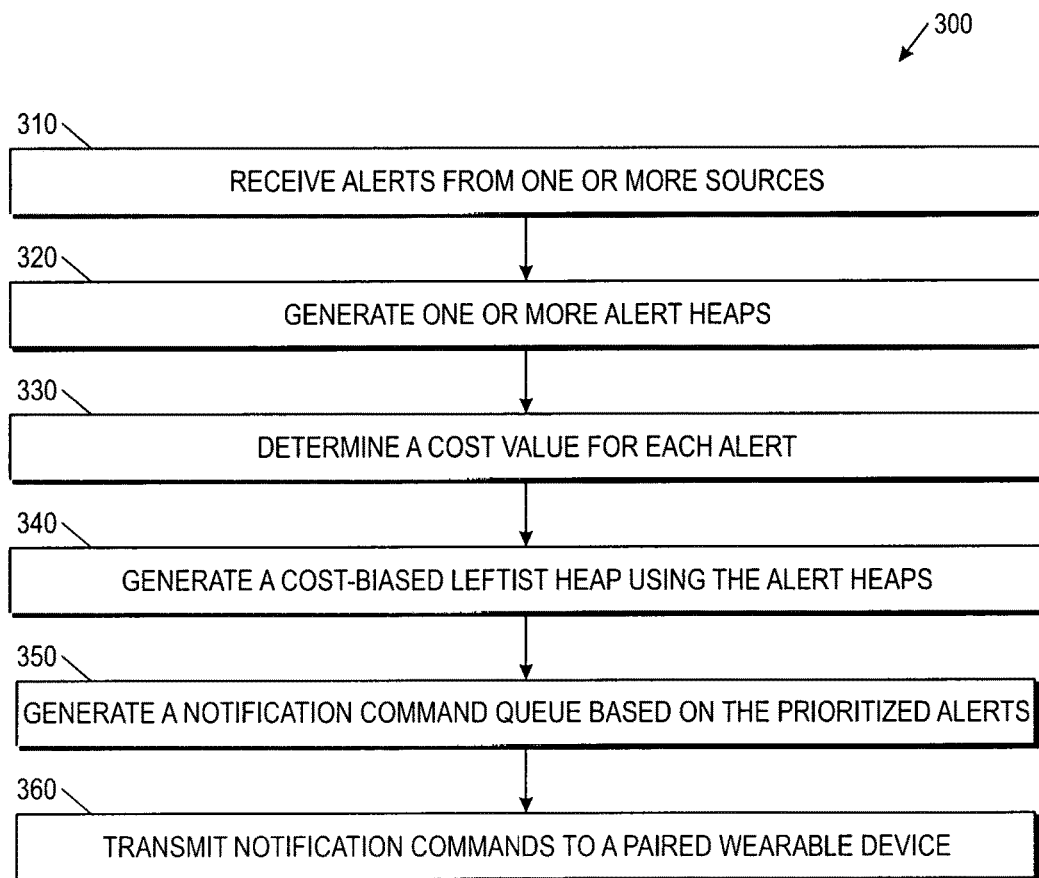 300
310
RECEIVE ALERTS FROM ONE OR MORE SOURCES
320
GENERATE ONE OR MORE ALERT HEAPS
330
DETERMINE A COST VALUE FOR EACH ALERT
340
GENERATE A COST-BIASED LEFTIST HEAP USING THE ALERT HEAPS
350
GENERATE A NOTIFICATION COMMAND QUEUE BASED ON THE PRIORITIZED ALERTS
360
TRANSMIT NOTIFICATION COMMANDS TO A PAIRED WEARABLE DEVICE